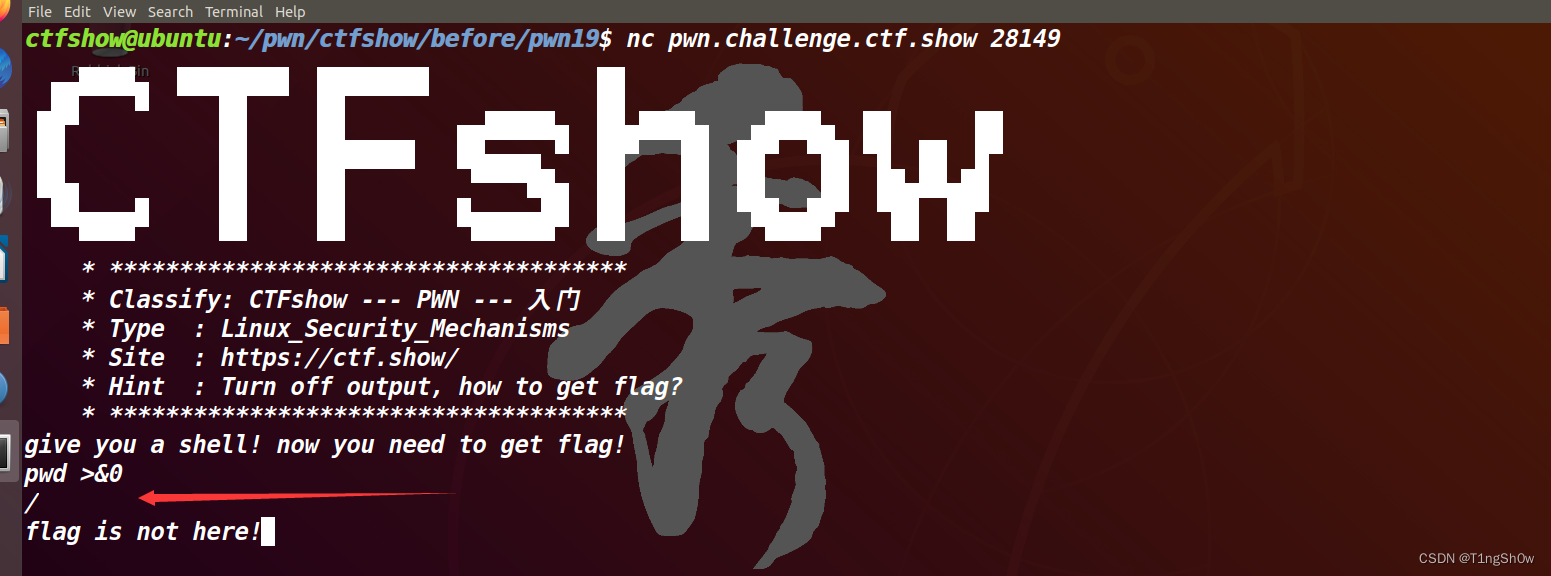 File Edit View Search Terminal Help
ctfshow@ubuntu:~/pwn/ctfshow/before/pwn19$ nc pwn.challenge.ctf.show 28149
CTFshow
* *************************************
* Classify: CTFshow --- PWN --- 入门
* Type  : Linux_Security_Mechanisms
* Site  : https://ctf.show/
* Hint  : Turn off output, how to get flag?
* *************************************
give you a shell! now you need to get flag!
pwd >&0
/
flag is not here!
CSDN @T1ngSh0w